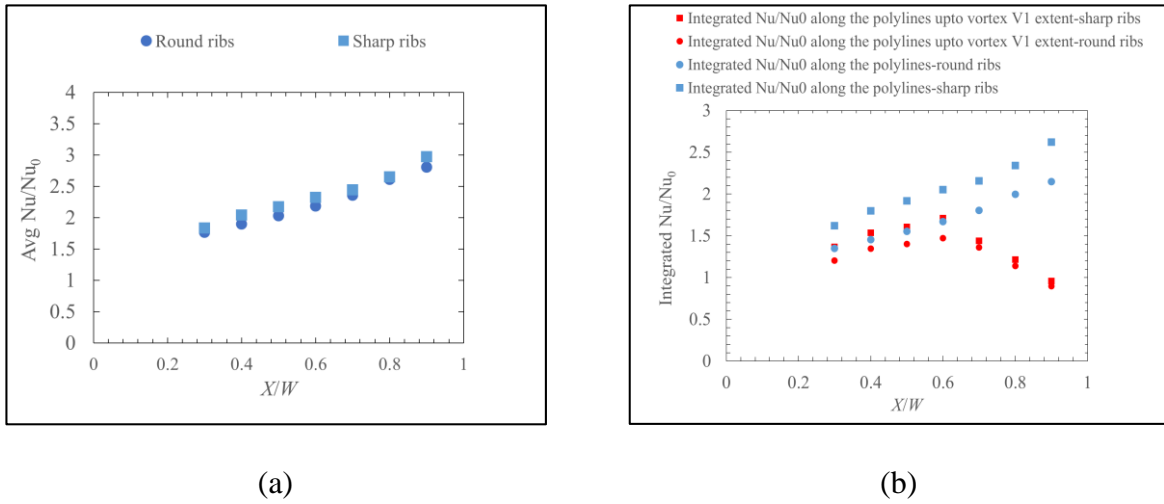 Round ribs
Sharp ribs
4
3.5
3
2.5
2
1.5
1
0.5
0
Avg Nu/Nu₀
0
0.2
0.4
0.6
0.8
1
X/W
(a)
Integrated Nu/Nu0 along the polylines upto vortex V1 extent-sharp ribs
Integrated Nu/Nu0 along the polylines upto vortex V1 extent-round ribs
Integrated Nu/Nu0 along the polylines-round ribs
Integrated Nu/Nu0 along the polylines-sharp ribs
3
2.5
2
1.5
1
0.5
0
Integrated Nu/Nu₀
0
0.2
0.4
0.6
0.8
1
X/W
(b)